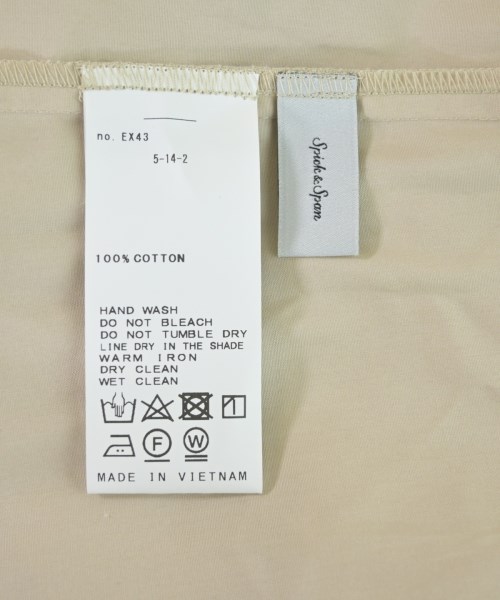 no. EX43
5-14-2
100% COTTON
HAND WASH
DO NOT BLEACH
DO NOT TUMBLE DRY
LINE DRY IN THE SHADE
WARM IRON
DRY CLEAN
WET CLEAN
F
W
MADE IN VIETNAM
Spick & Span